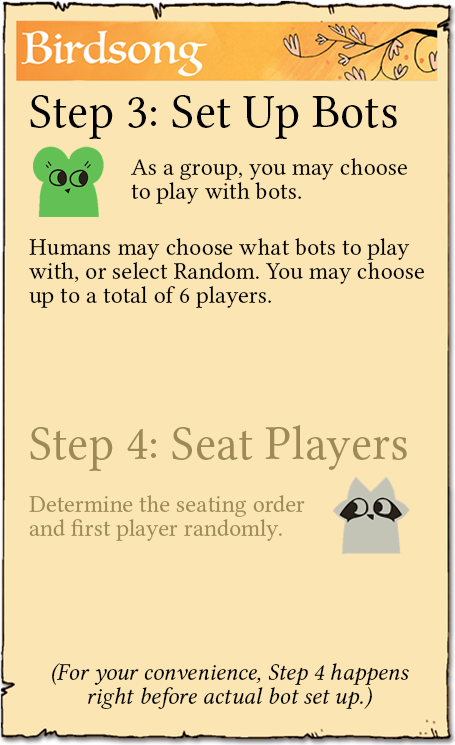 Birdsong
Step 3: Set Up Bots
As a group, you may choose
to play with bots.
Humans may choose what bots to play
with, or select Random. You may choose
up to a total of 6 players.
Step 4: Seat Players
Determine the seating order
and first player randomly.
(For your convenience, Step 4 happens
right before actual bot set up.)